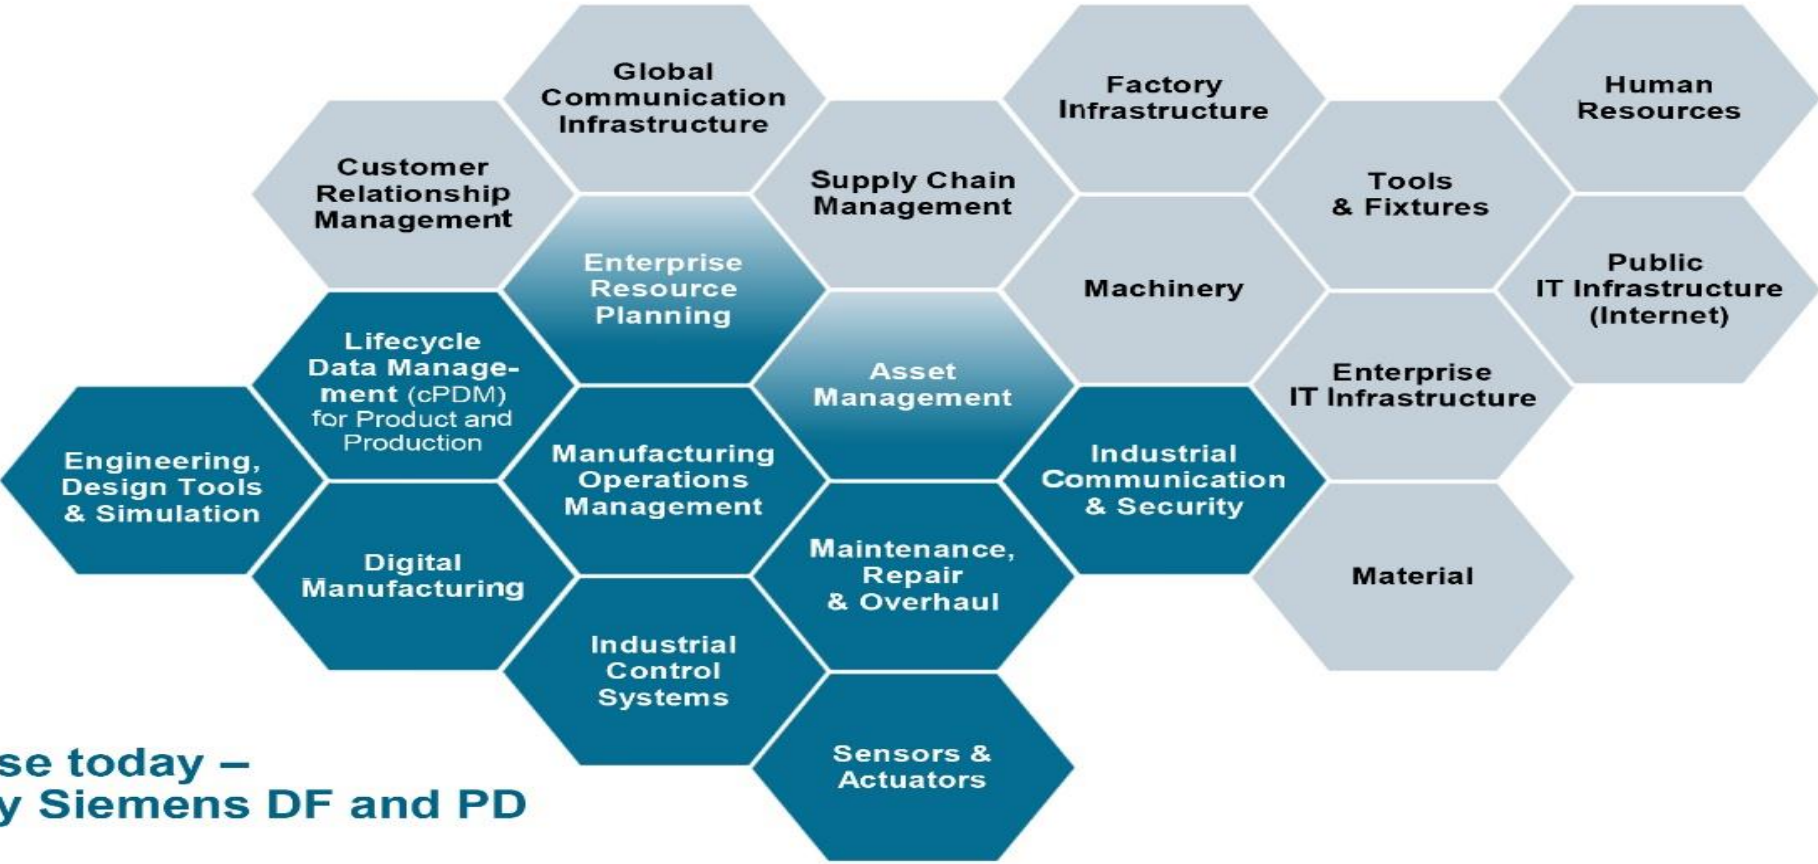 Global
Communication
Infrastructure
Factory
Infrastructure
Human
Resources
Customer
Relationship
Management
Supply Chain
Management
Tools
& Fixtures
Enterprise
Resource
Planning
Machinery
Public
IT Infrastructure
(Internet)
Lifecycle
Data Manage-
ment (cPDM)
for Product and
Production
Asset
Management
Enterprise
IT Infrastructure
Engineering,
Design Tools
& Simulation
Manufacturing
Operations
Management
Industrial
Communication
& Security
Digital
Manufacturing
Maintenance,
Repair
& Overhaul
Material
Industrial
Control
Systems
Sensors &
Actuators
se today –
y Siemens DF and PD